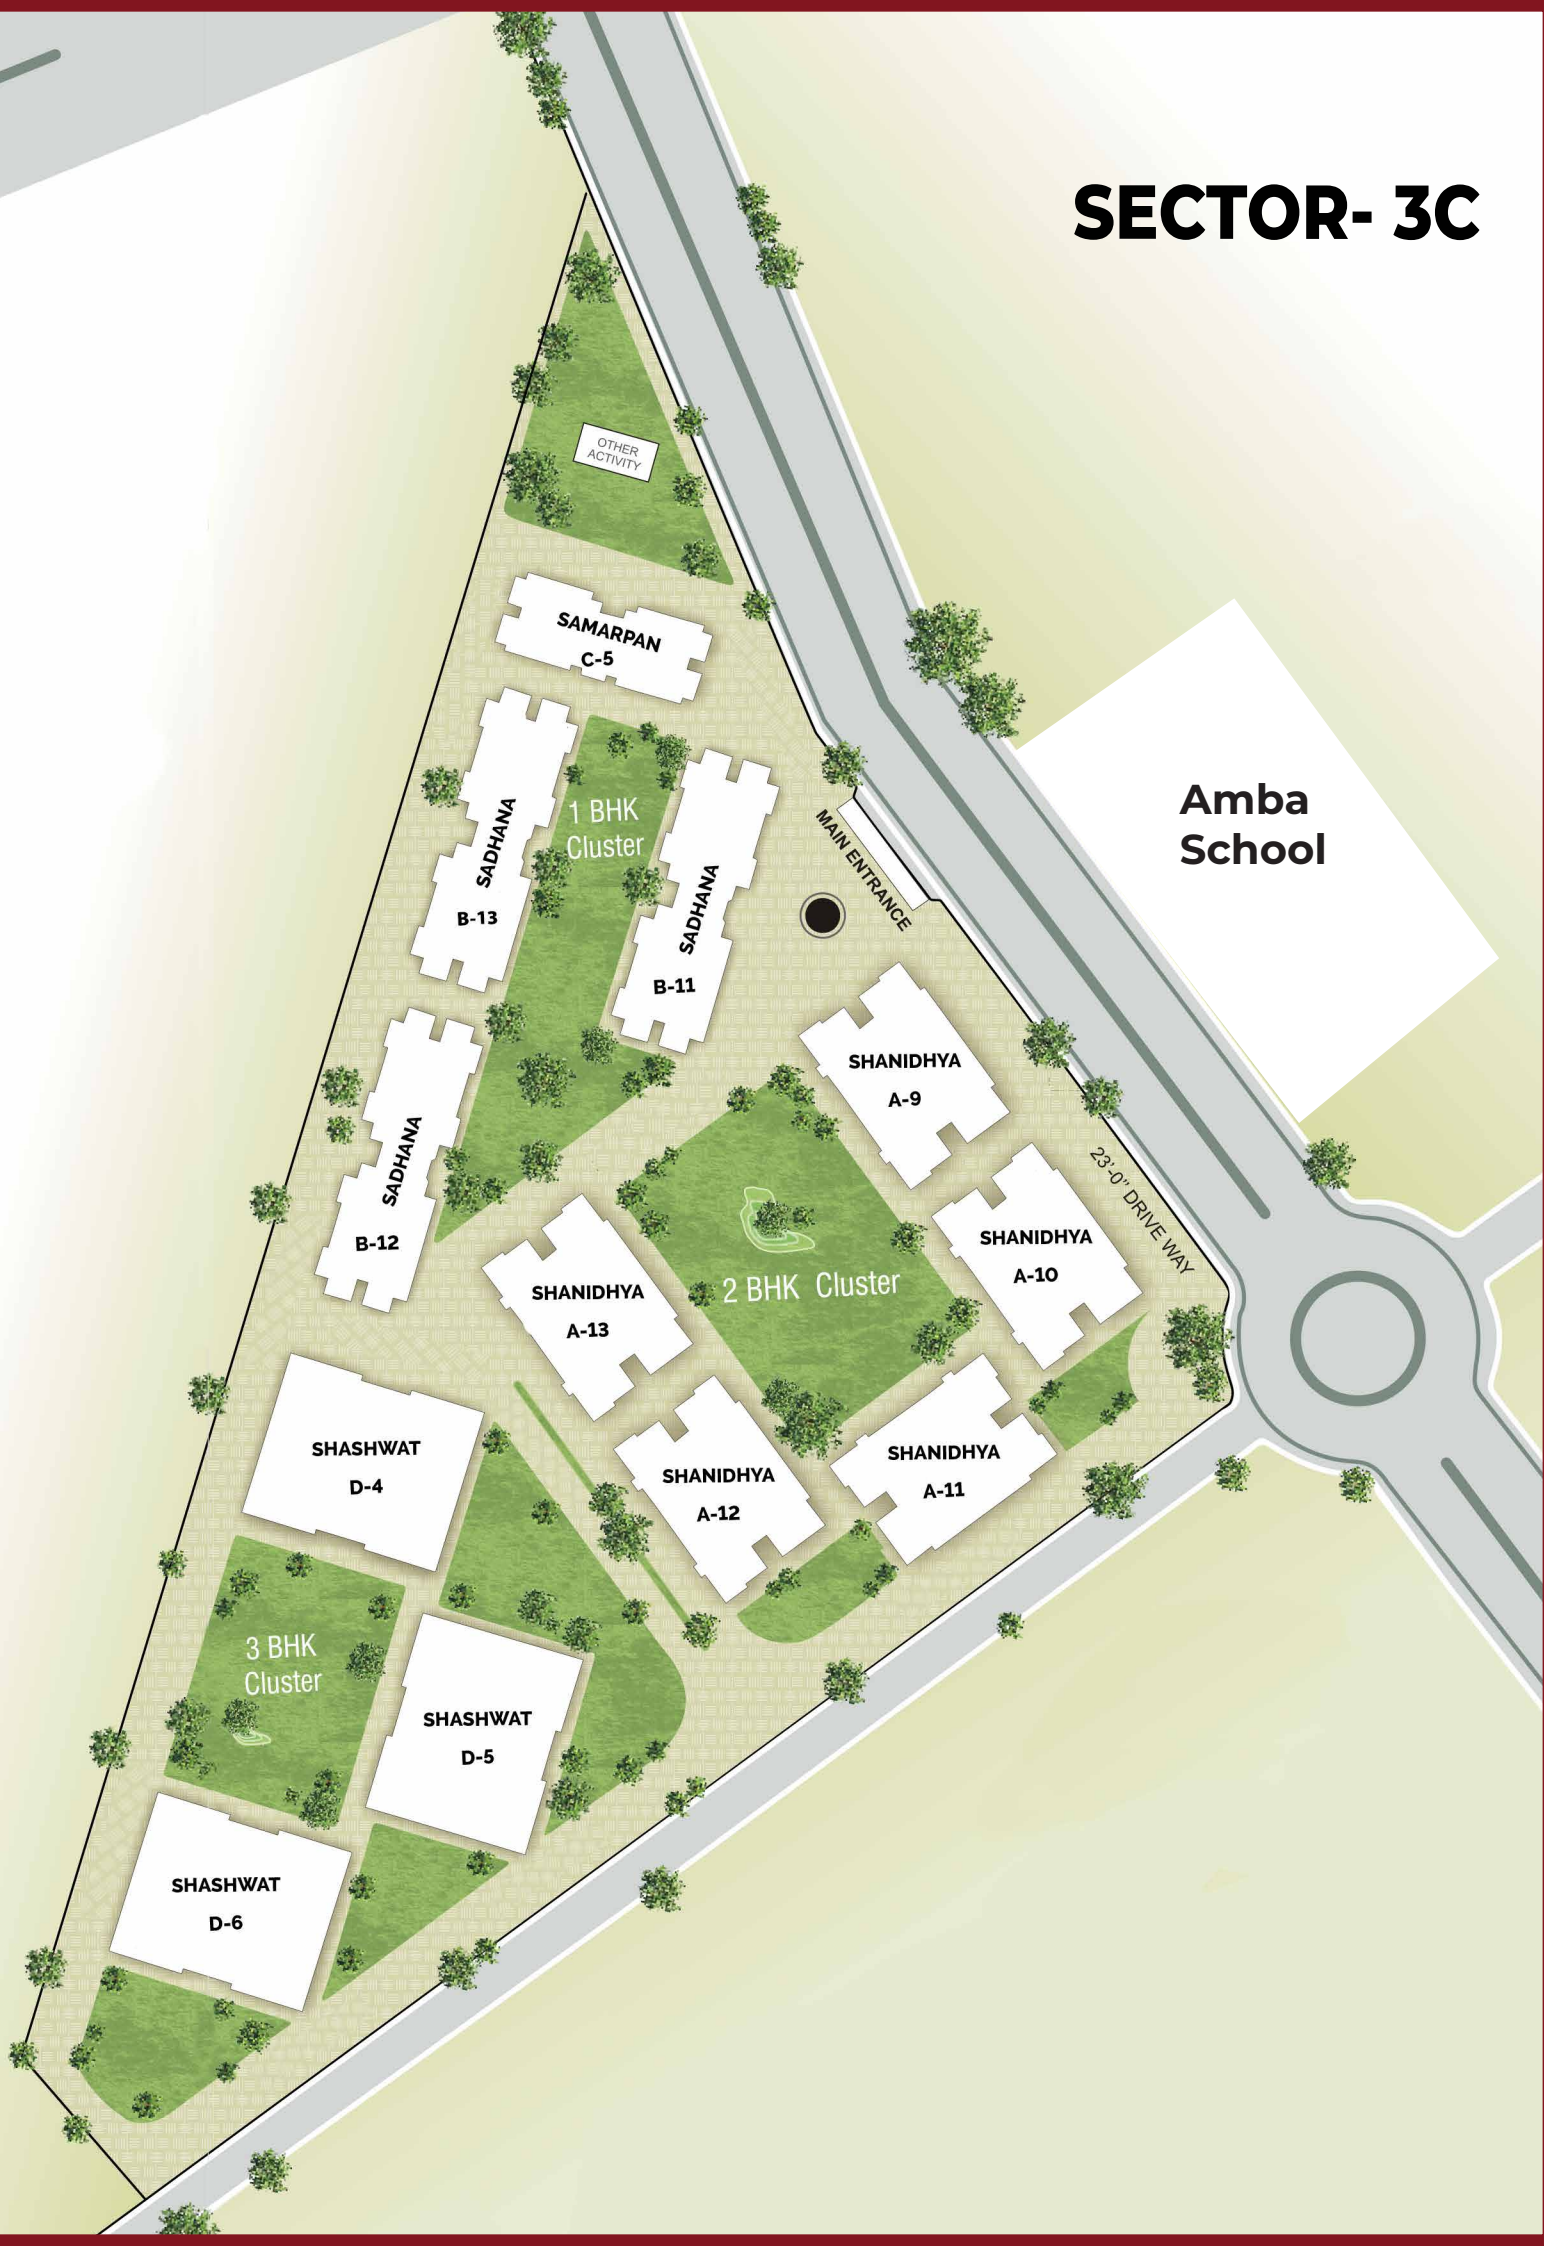 SECTOR- 3C
OTHER
ACTIVITY
SAMARPAN
C-5
1 BHK
Cluster
SADHANA
B-13
SADHANA
B-11
MAIN ENTRANCE
Amba
School
SHANIDHYA
A-9
SADHANA
B-12
23'-0" DRIVE WAY
SHANIDHYA
A-10
2 BHK Cluster
SHANIDHYA
A-13
SHASHWAT
D-4
SHANIDHYA
A-12
SHANIDHYA
A-11
3 BHK
Cluster
SHASHWAT
D-5
SHASHWAT
D-6